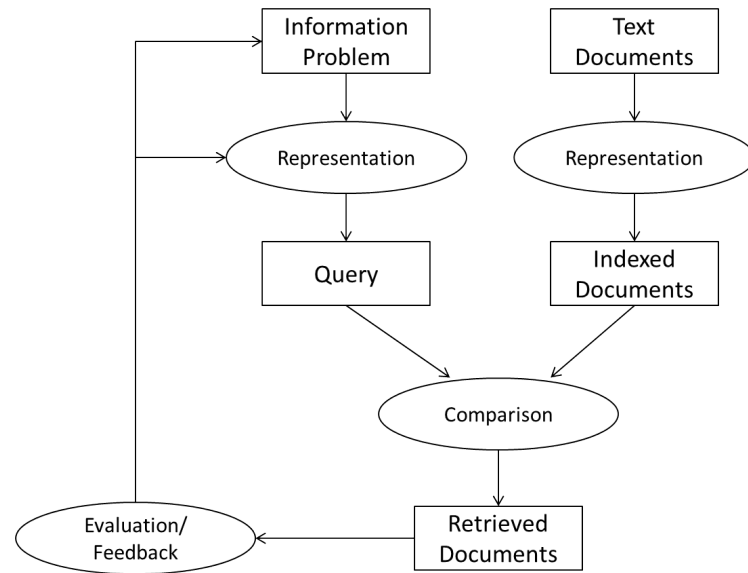 Information
Problem
Text
Documents
Representation
Representation
Query
Indexed
Documents
Comparison
Evaluation/
Feedback
Retrieved
Documents